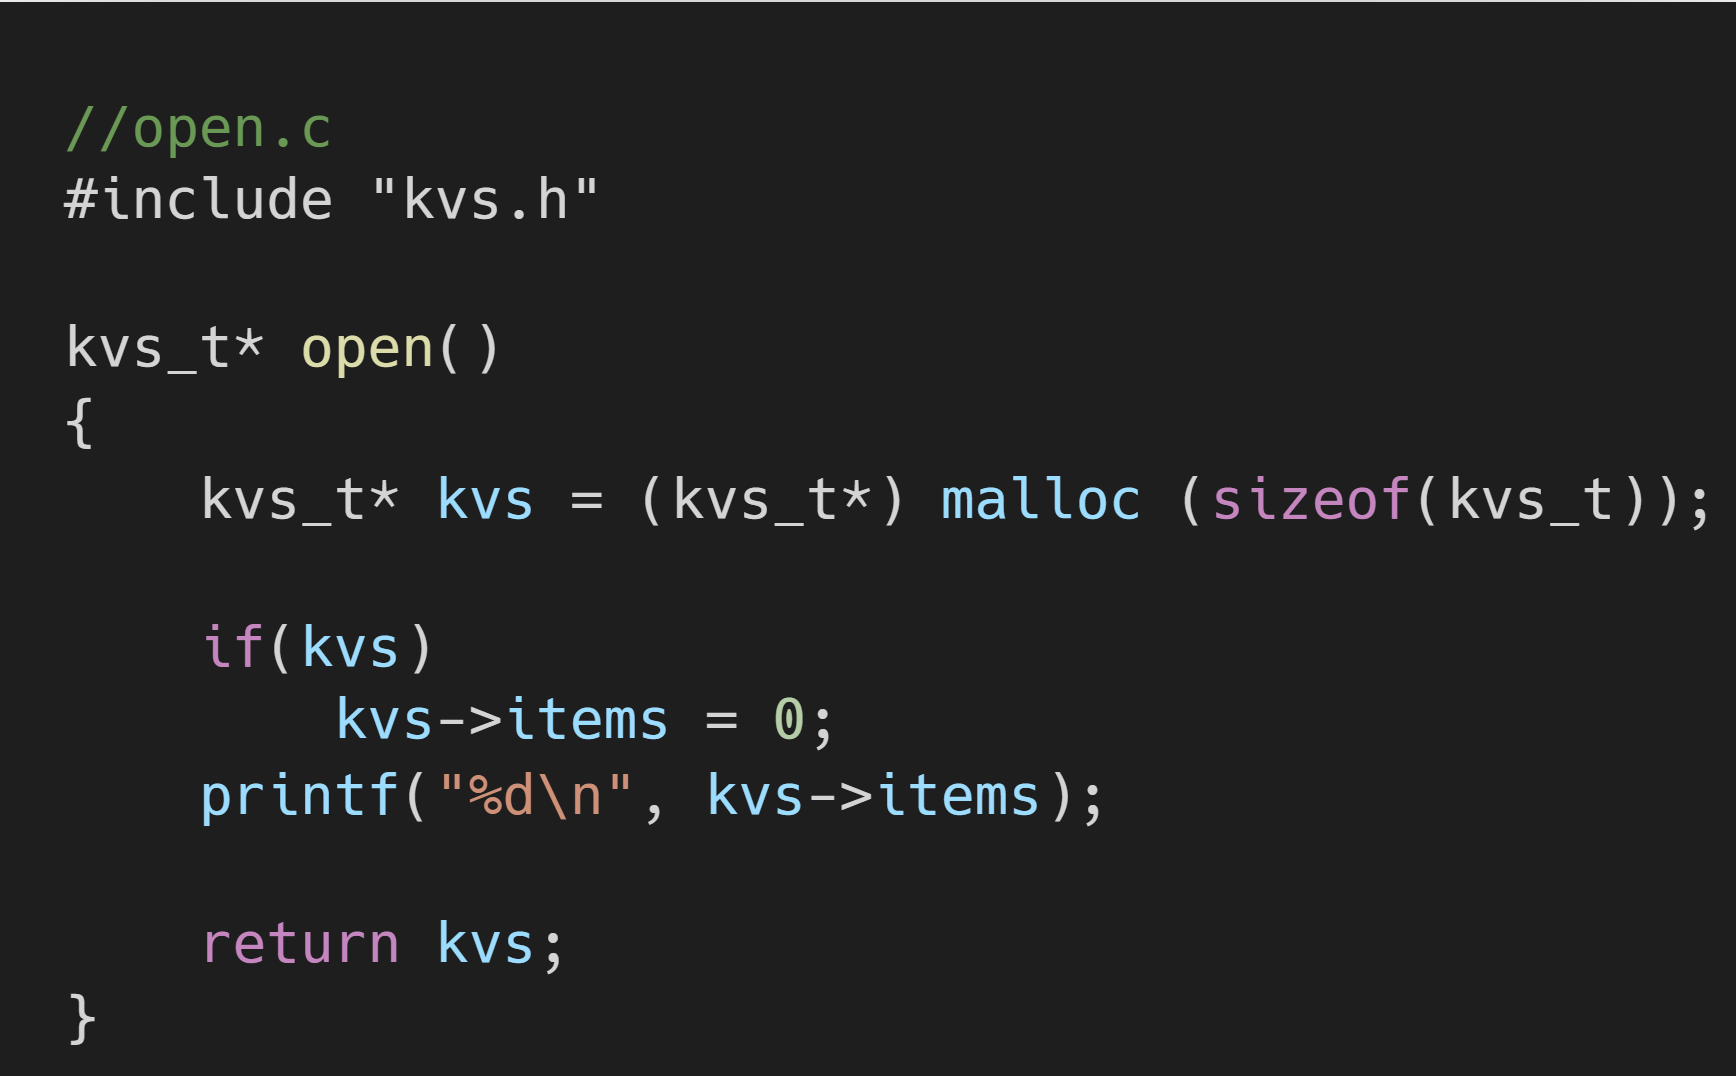 //open.c
#include "kvs.h"
kvs_t* open()
{
kvs_t* kvs = (kvs_t*) malloc (sizeof(kvs_t));
if(kvs)
kvs->items = 0;
printf("%d\n", kvs->items);
return kvs;
}